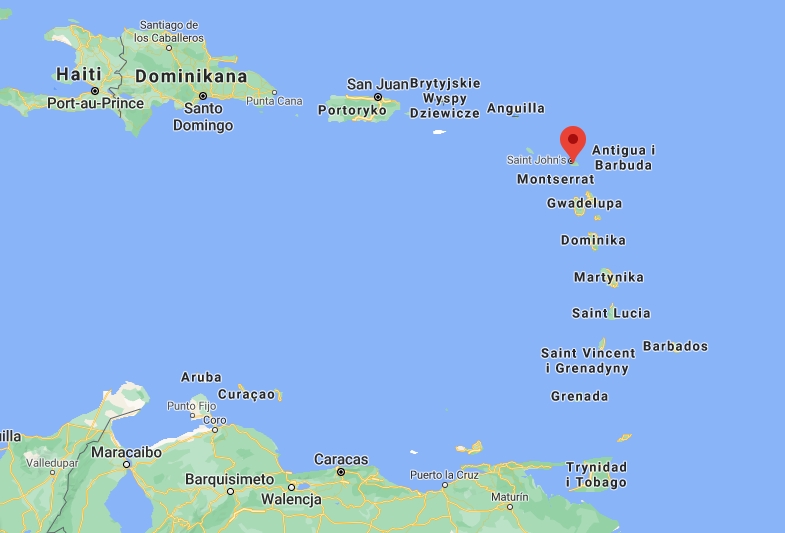 Santiago de
los Caballeros
Haiti
Dominikana
Port-au-Prince
Santo
Domingo
Punta Cana
San Juan
Portoryko
Brytyjskie
Wyspy
Dziewicze
Anguilla
Saint John's
Antigua i
Barbuda
Montserrat
Gwadelupa
Dominika
Martynika
Saint Lucia
Barbados
Saint Vincent
i Grenadyny
Grenada
Aruba
Curaçao
Punto Fijo
Coro
illa
Maracaibo
Valledupar
Barquisimeto
Walencja
Caracas
Puerto la Cruz
Maturín
Trynidad
i Tobago